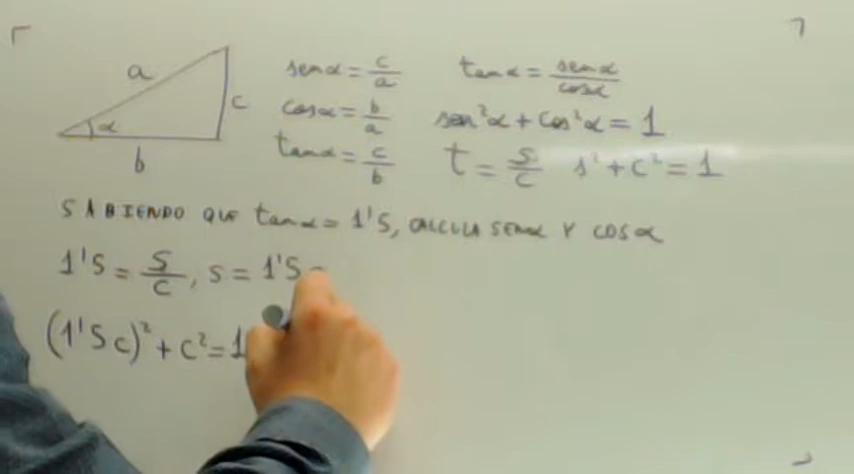 a
c
α
b
senα = c/a
cosα = b/a
tanα = c/b
tanα = senα/cosα
sen²α + cos²α = 1
t = s/c s² + c² = 1
SABIENDO QUE tanα = 1'5, CALCULA SENα Y COSα
1'5 = s/c, s = 1'5
(1'5c)² + c² = 1